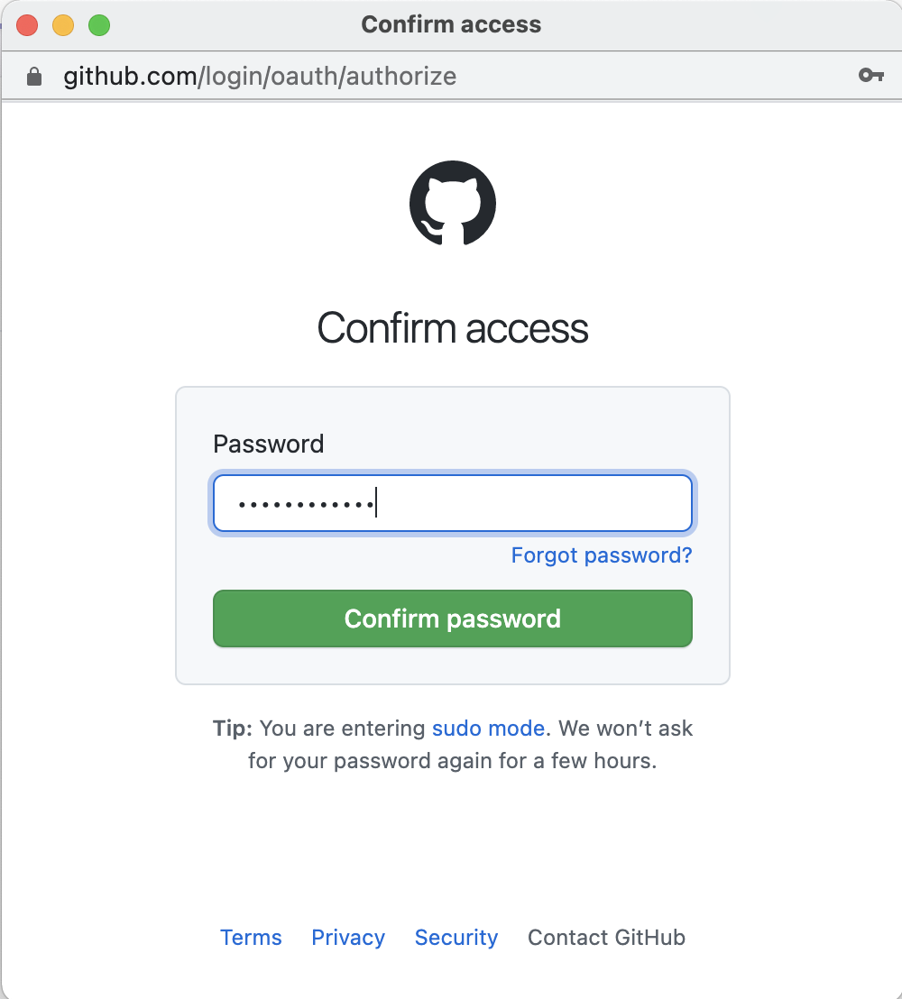 Confirm access
github.com/login/oauth/authorize
Confirm access
Password
••••••••••••
Forgot password?
Confirm password
Tip: You are entering sudo mode. We won’t ask
for your password again for a few hours.
Terms Privacy Security Contact GitHub